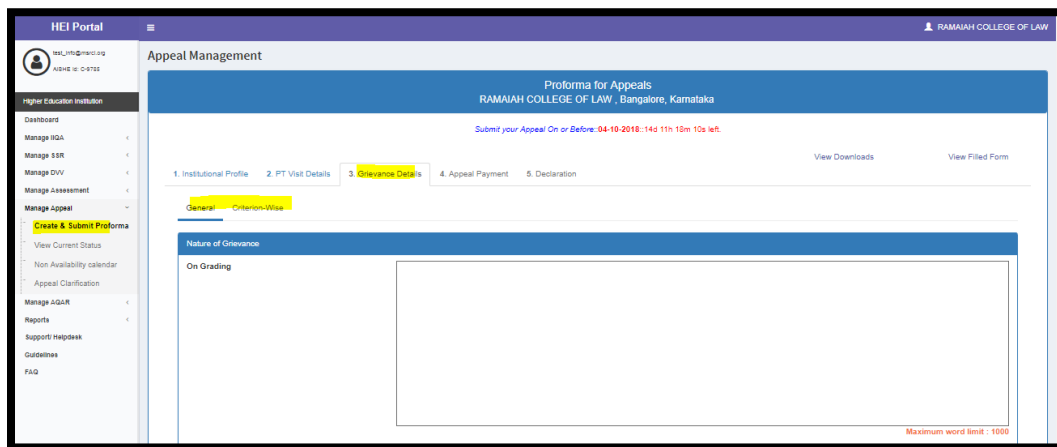 HEI Portal
RAMAIAH COLLEGE OF LAW
test_info@msrcl.org
AISHE Id: C-9785
Higher Education Institution
Dashboard
Manage IIQA
Manage SSR
Manage DVV
Manage Assessment
Manage Appeal
Create & Submit Proforma
View Current Status
Non Availability calendar
Appeal Clarification
Manage AQAR
Reports
Support/ Helpdesk
Guidelines
FAQ
Appeal Management
Proforma for Appeals
RAMAIAH COLLEGE OF LAW , Bangalore, Karnataka
Submit your Appeal On or Before::04-10-2018::14d 11h 18m 10s left.
View Downloads View Filled Form
1. Institutional Profile 2. PT Visit Details 3. Grievance Details 4. Appeal Payment 5. Declaration
General Criterion-Wise
Nature of Grievance
On Grading
Maximum word limit : 1000